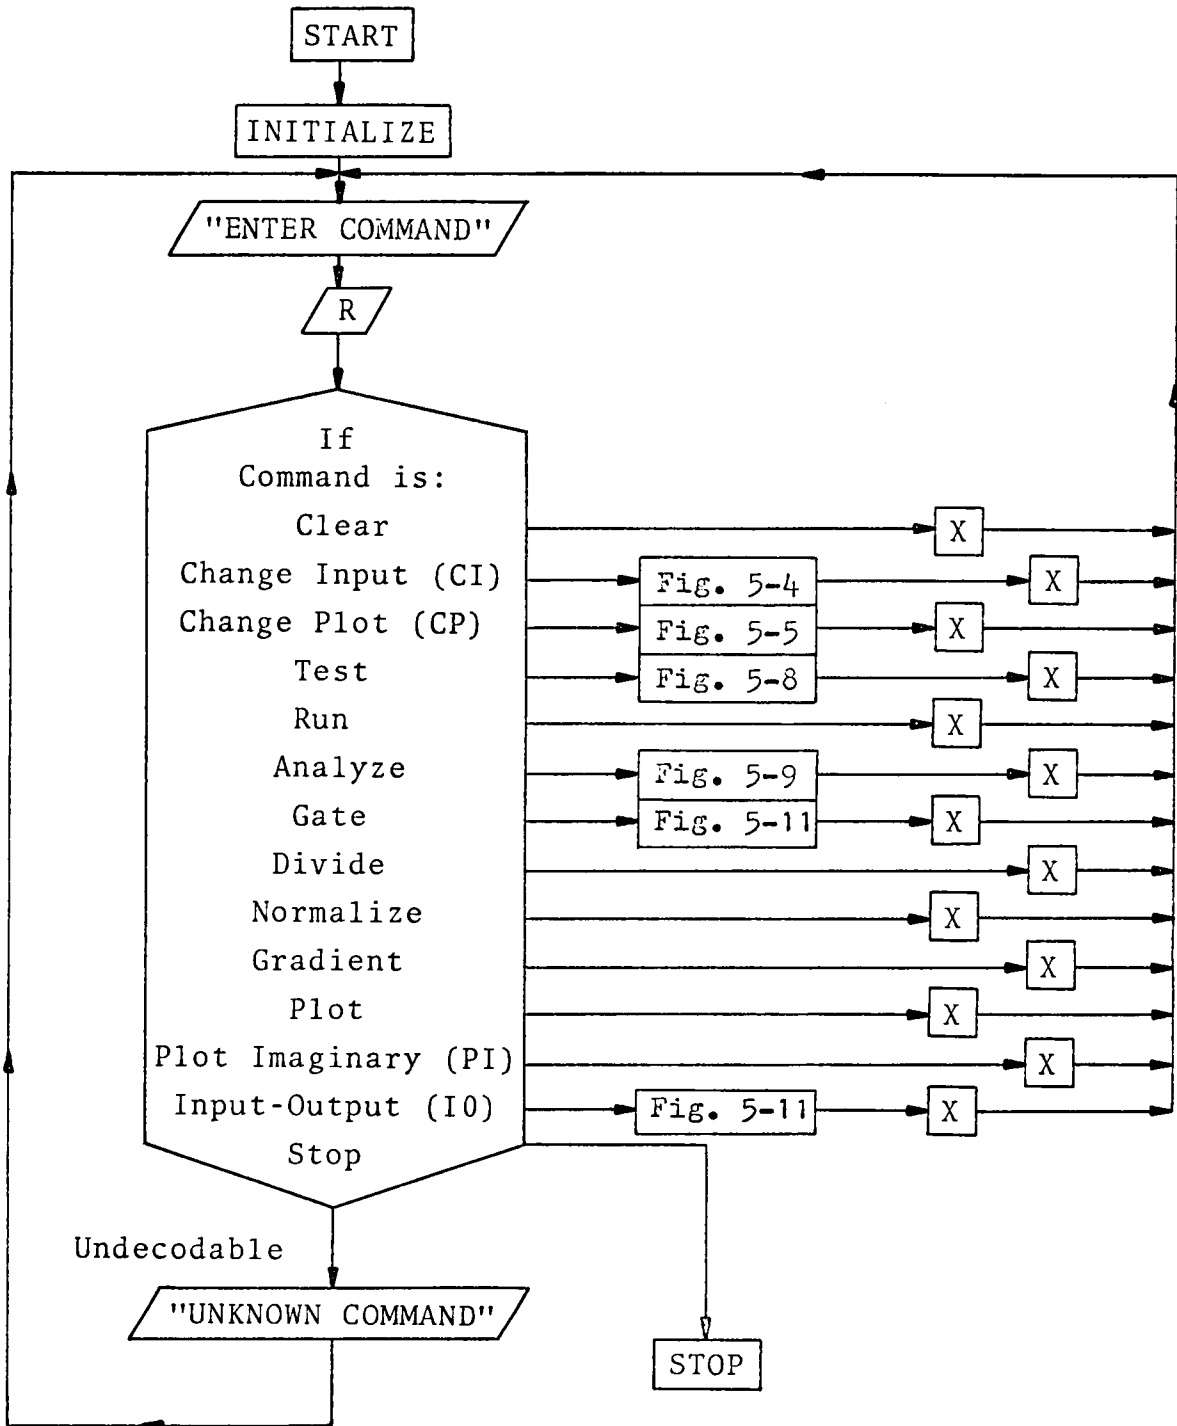 START
INITIALIZE
"ENTER COMMAND"
R
If
Command is:
Clear X
Change Input (CI) Fig. 5-4 X
Change Plot (CP) Fig. 5-5 X
Test Fig. 5-8 X
Run X
Analyze Fig. 5-9 X
Gate Fig. 5-11 X
Divide X
Normalize X
Gradient X
Plot X
Plot Imaginary (PI) X
Input-Output (IO) Fig. 5-11 X
Stop
Undecodable
"UNKNOWN COMMAND"
STOP